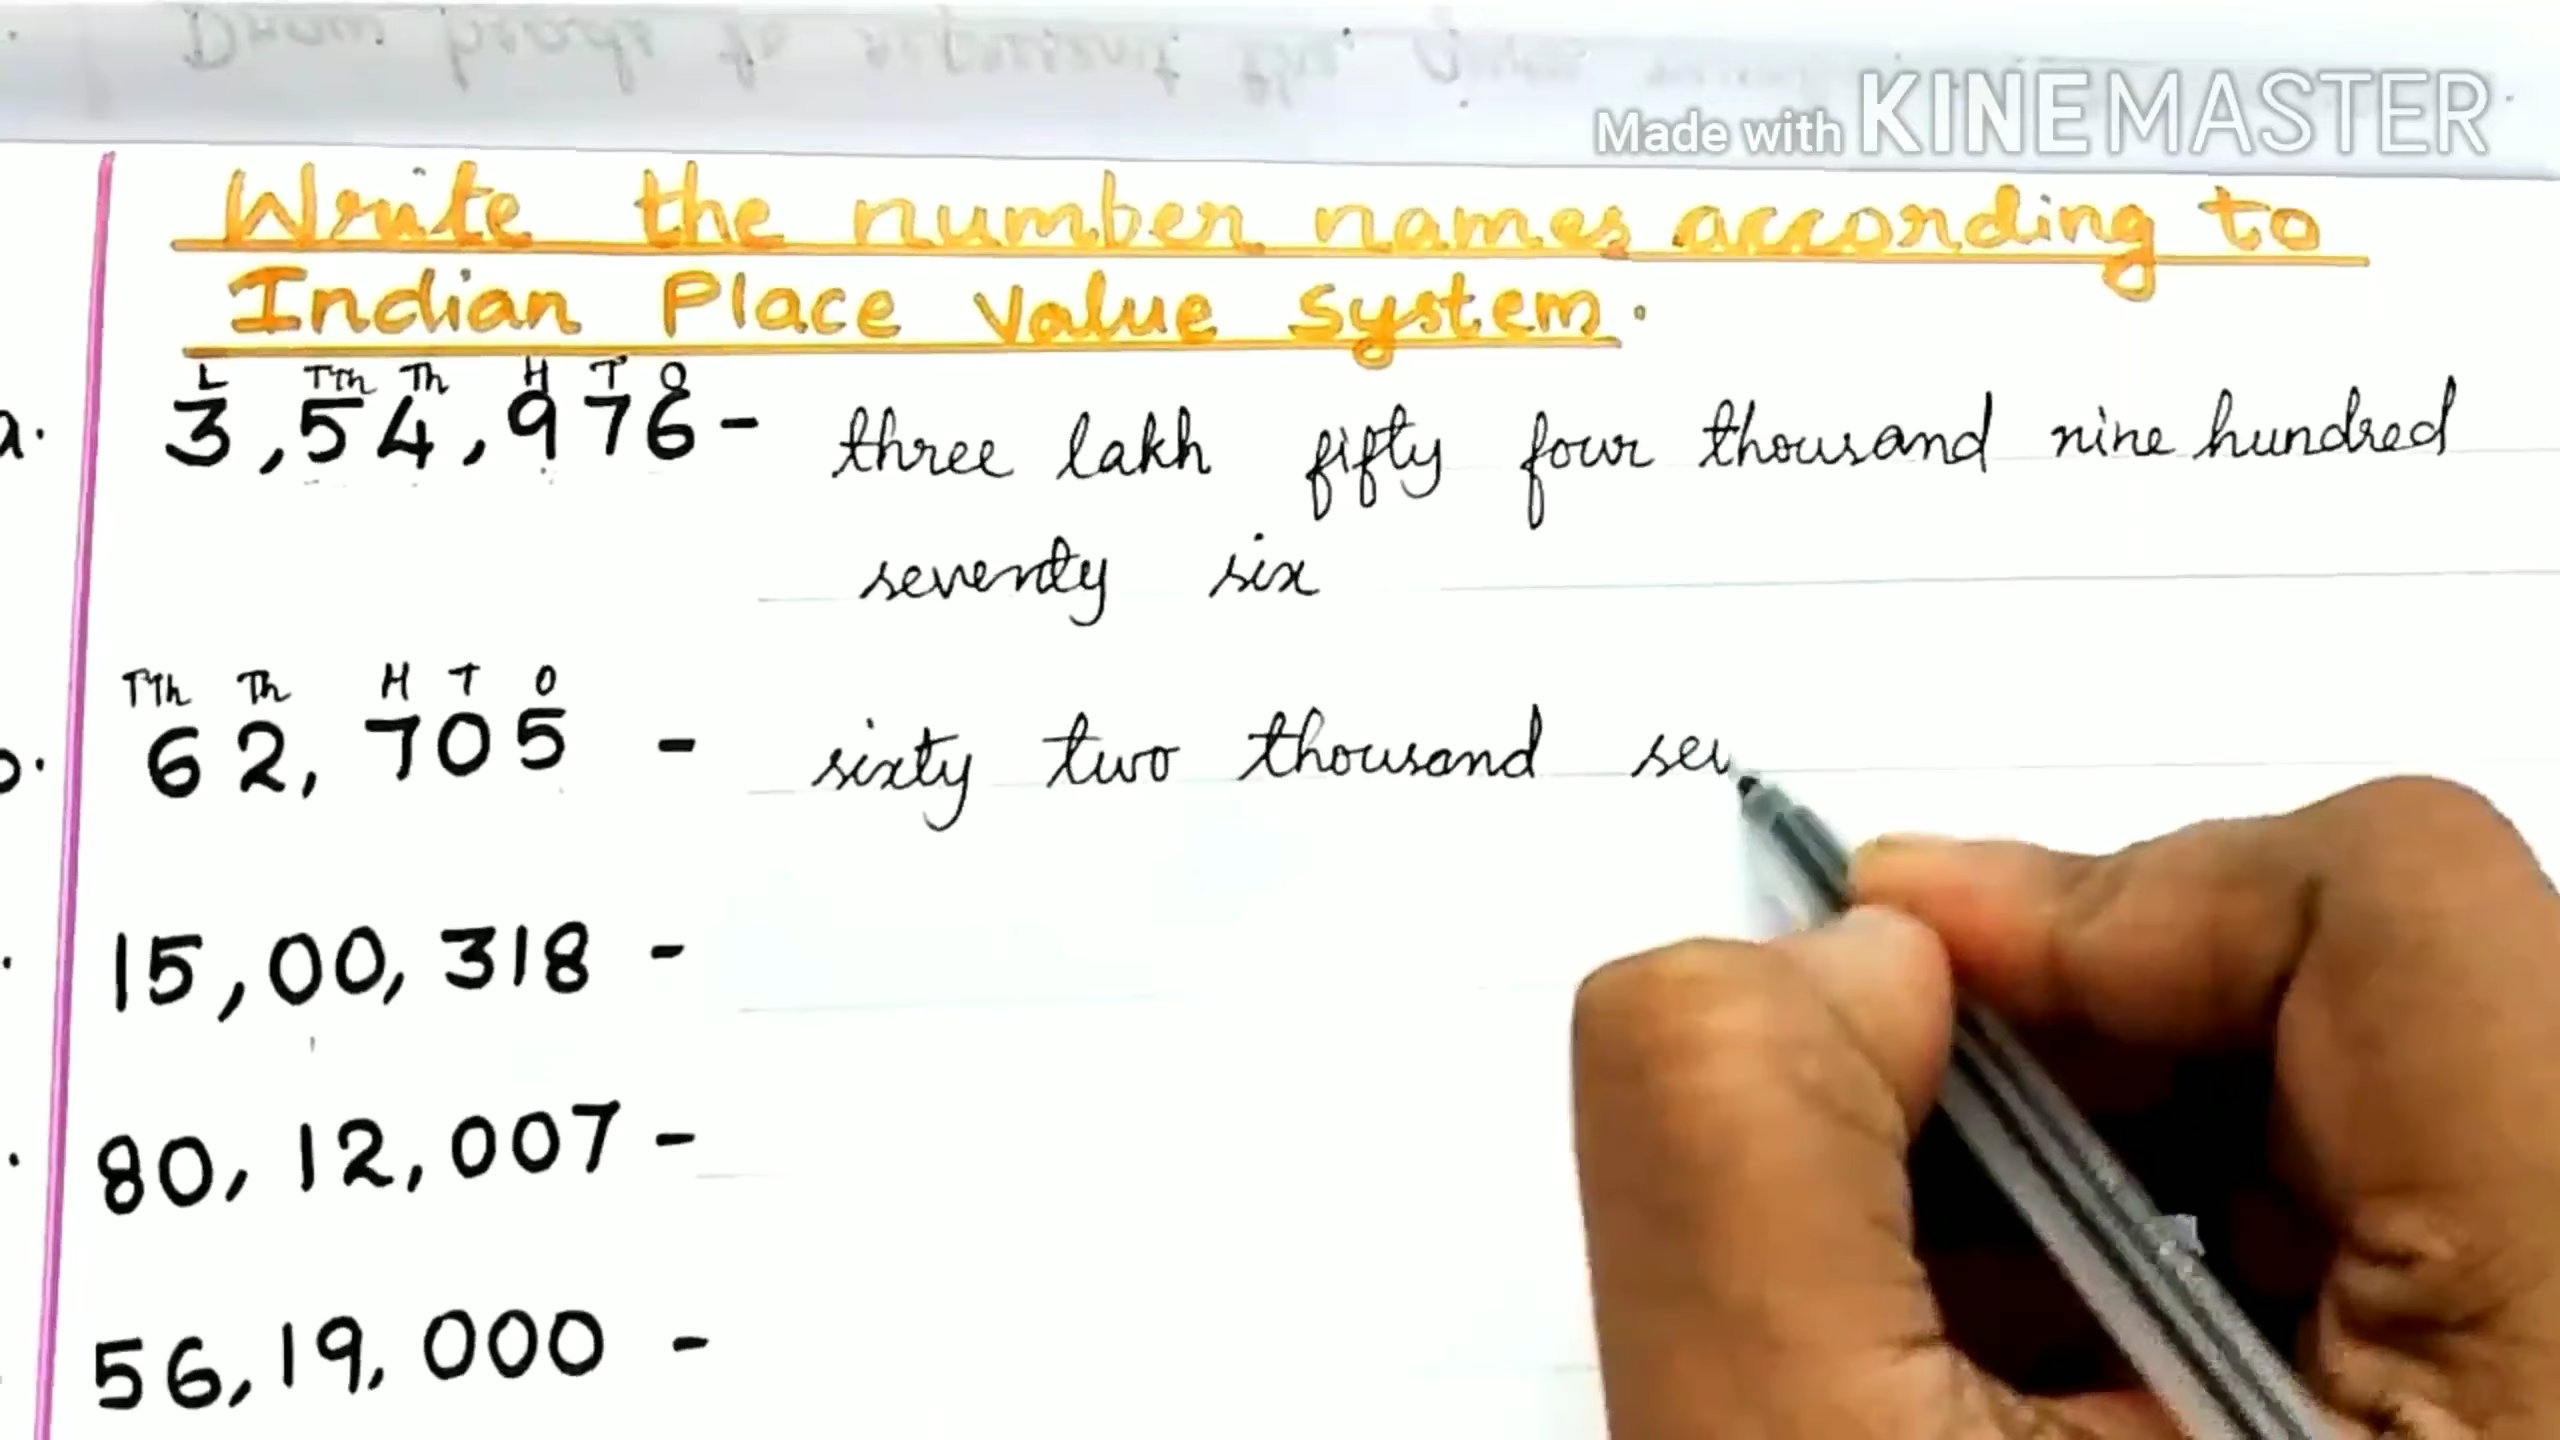 Made with KINEMASTER
Write the number names according to
Indian Place value system.
L TTh Th H T O
a. 3,54,976 - three lakh fifty four thousand nine hundred
seventy six
TTh Th H T O
62,705 - sixty two thousand
15,00,318 -
80,12,007 -
56,19,000 -